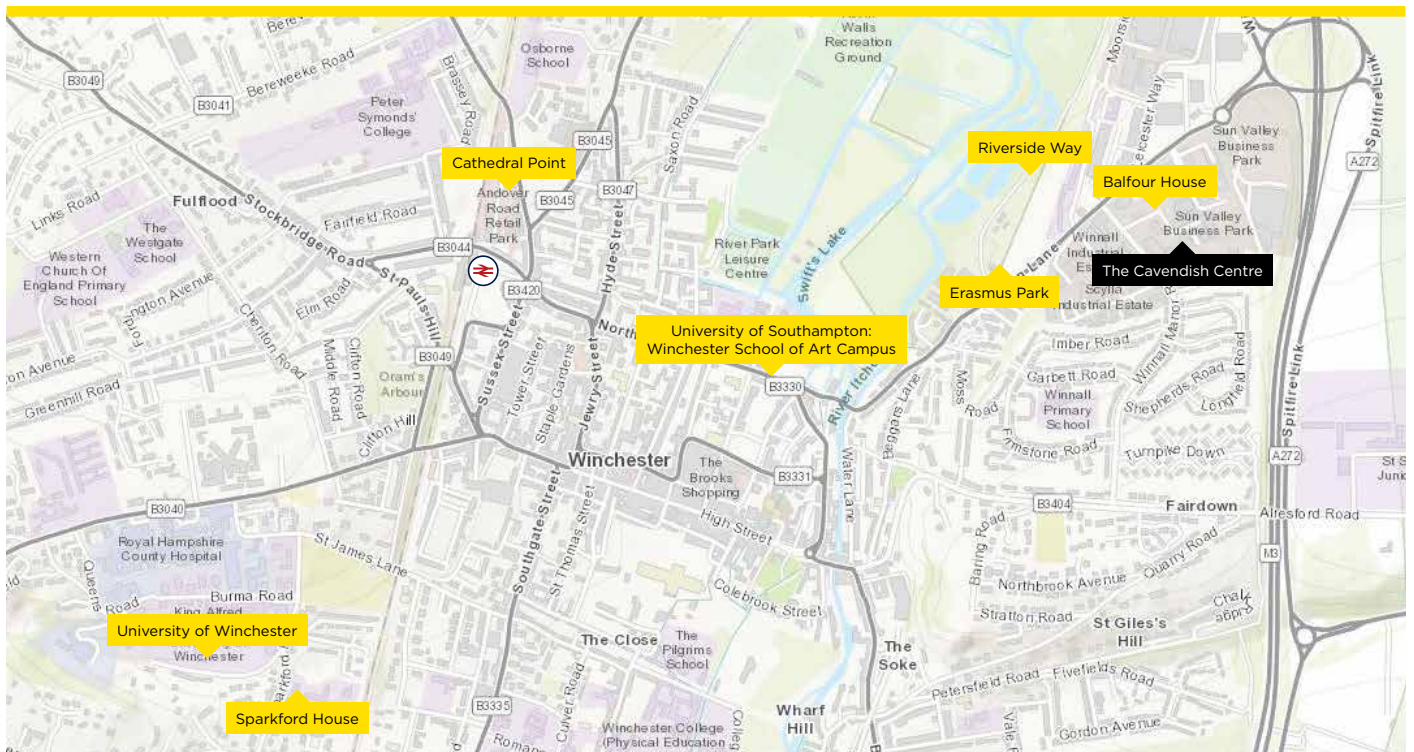 Walls
Recreation
Ground
Osborne
School
B3049
Bereweeke Road
B3041
Brassey Road
Peter
Symonds'
College
B3045
Saxon Road
Leicester Way
Spitfire Link
Sun Valley
Business
Park
A272
Cathedral Point
Riverside Way
Balfour House
Andover
Road
Retail
Park
B3045
B3047
Links Road
Fulflood
Stockbridge Road
Fairfield Road
The
Westgate
School
Western
Church Of
England Primary
School
B3044
Hyde Street
River Park
Leisure
Centre
Swift's Lake
Winnall
Industrial
Sun Valley
Business Park
The Cavendish Centre
Scylla
Industrial Estate
Erasmus Park
St Pauls Hill
Elm Road
Cheriton Road
B3420
University of Southampton:
Winchester School of Art Campus
B3049
Sussex Street
Tower Street
Staple Gardens
Jewry Street
Clifton Road
Middle Road
Oram's
Arbour
Greenhill Road
Clifton Hill
B3330
Beggars Lane
Moss
Road
Imber Road
Garbett Road
Winnall
Primary
School
Winnall Manor
Shepherds Road
Longfield Road
Firmstone Road
Turnpike Down
Spitfire Link
A272
Winchester
The
Brooks
Shopping
B3331
Water Lane
High Street
B3040
Southgate Street
St Thomas Street
B3404
Fairdown
Alresford Road
Royal Hampshire
County Hospital
St James Lane
Baring Road
Northbrook Avenue
Quarry Road
M3
Queens Road
Burma Road
Colebrook Street
Stratton Road
Chalk
Ridge
King Alfred
University of Winchester
Winchester
St Giles's
Hill
The Close
The
Pilgrims
School
The
Soke
Petersfield Road
Fivefields Road
Sparkford House
B3335
Culver Road
Winchester College
(Physical Education
Wharf
Hill
Gordon Avenue